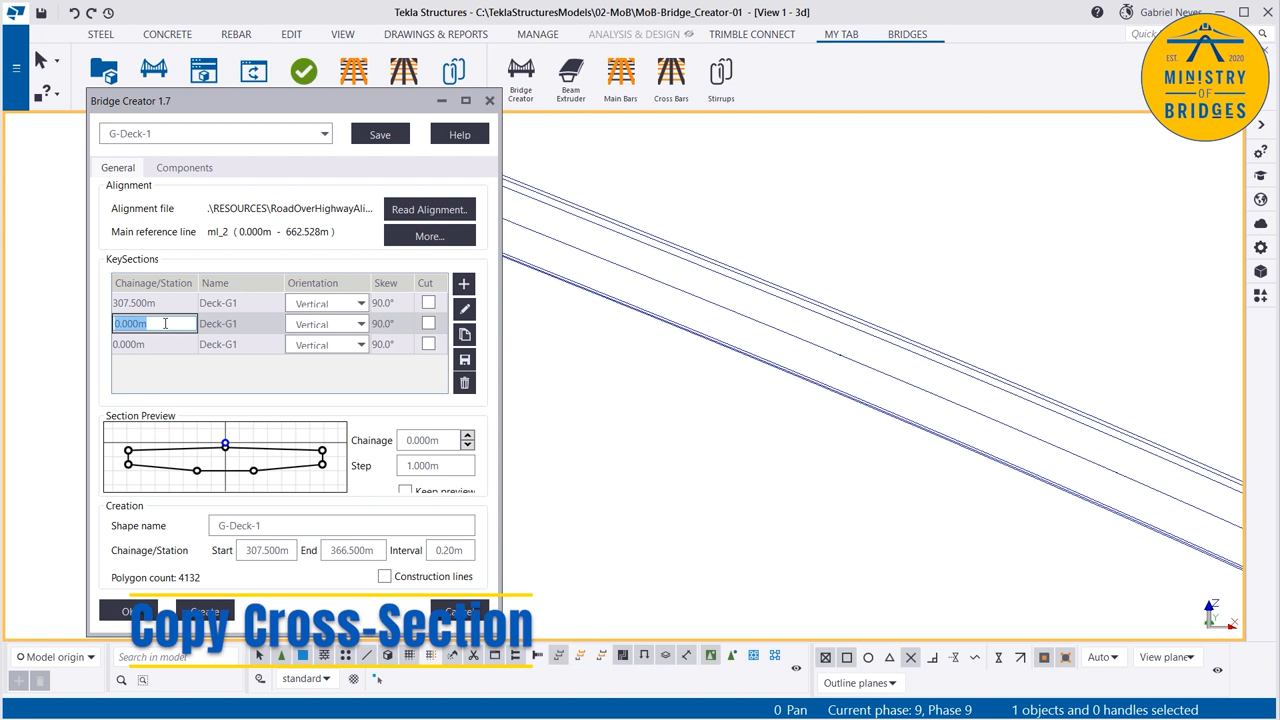 Tekla Structures - C:\TeklaStructuresModels\02-MoB\MoB-Bridge_Creator-01 - [View 1 - 3d]
Gabriel Neves
STEEL CONCRETE REBAR EDIT VIEW DRAWINGS & REPORTS MANAGE ANALYSIS & DESIGN TRIMBLE CONNECT MY TAB BRIDGES
Bridge Creator
Beam Extruder
Main Bars
Cross Bars
Stirrups
EST. 2020
MINISTRY
OF
BRIDGES
Bridge Creator 1.7
G-Deck-1 Save Help
General Components
Alignment
Alignment file .\RESOURCES\RoadOverHighwayAli... Read Alignment..
Main reference line ml_2 ( 0.000m - 662.528m ) More...
KeySections
Chainage/Station Name Orientation Skew Cut
307.500m Deck-G1 Vertical 90.0°
0.000m Deck-G1 Vertical 90.0°
0.000m Deck-G1 Vertical 90.0°
Section Preview
Chainage 0.000m
Step 1.000m
Keep preview
Creation
Shape name G-Deck-1
Chainage/Station Start 307.500m End 366.500m Interval 0.20m
Polygon count: 4132 Construction lines
Copy Cross-Section
Model origin Search in model
standard
Auto View plane
Outline planes
0 Pan Current phase: 9, Phase 9 1 objects and 0 handles selected